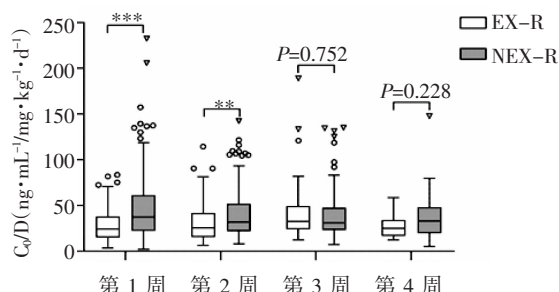 250
200
150
100
50
0
C₀/D(ng•mL⁻¹/mg•kg⁻¹•d⁻¹)
***
**
P=0.752
P=0.228
EX-R
NEX-R
第 1 周
第 2 周
第 3 周
第 4 周